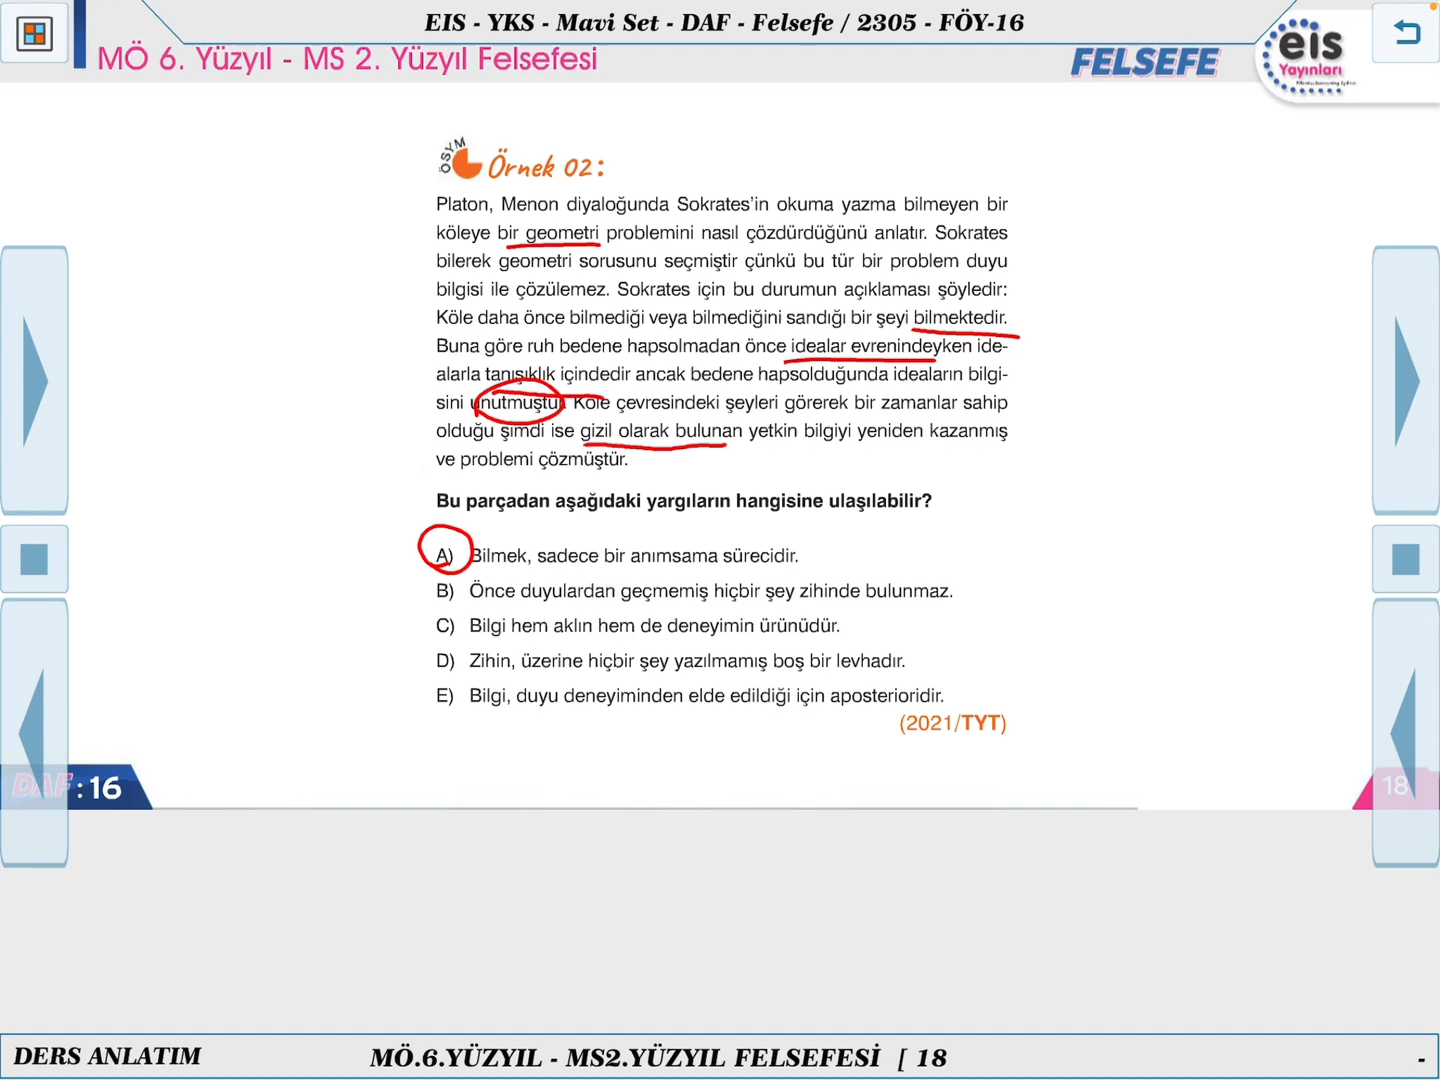 EIS - YKS - Mavi Set - DAF - Felsefe / 2305 - FÖY-16
MÖ 6. Yüzyıl - MS 2. Yüzyıl Felsefesi
FELSEFE
eis
Yayınları
ÖSYM
Örnek 02:
Platon, Menon diyaloğunda Sokrates'in okuma yazma bilmeyen bir
köleye bir geometri problemini nasıl çözdürdüğünü anlatır. Sokrates
bilerek geometri sorusunu seçmiştir çünkü bu tür bir problem duyu
bilgisi ile çözülemez. Sokrates için bu durumun açıklaması şöyledir:
Köle daha önce bilmediği veya bilmediğini sandığı bir şeyi bilmektedir.
Buna göre ruh bedene hapsolmadan önce idealar evrenindeyken ide-
alarla tanışıklık içindedir ancak bedene hapsolduğunda ideaların bilgi-
sini unutmuştur. Köle çevresindeki şeyleri görerek bir zamanlar sahip
olduğu şimdi ise gizil olarak bulunan yetkin bilgiyi yeniden kazanmış
ve problemi çözmüştür.
Bu parçadan aşağıdaki yargıların hangisine ulaşılabilir?
A) Bilmek, sadece bir anımsama sürecidir.
B) Önce duyulardan geçmemiş hiçbir şey zihinde bulunmaz.
C) Bilgi hem aklın hem de deneyimin ürünüdür.
D) Zihin, üzerine hiçbir şey yazılmamış boş bir levhadır.
E) Bilgi, duyu deneyiminden elde edildiği için aposterioridir.
(2021/TYT)
DAF : 16
18
DERS ANLATIM
MÖ.6.YÜZYIL - MS2.YÜZYIL FELSEFESİ [ 18
-